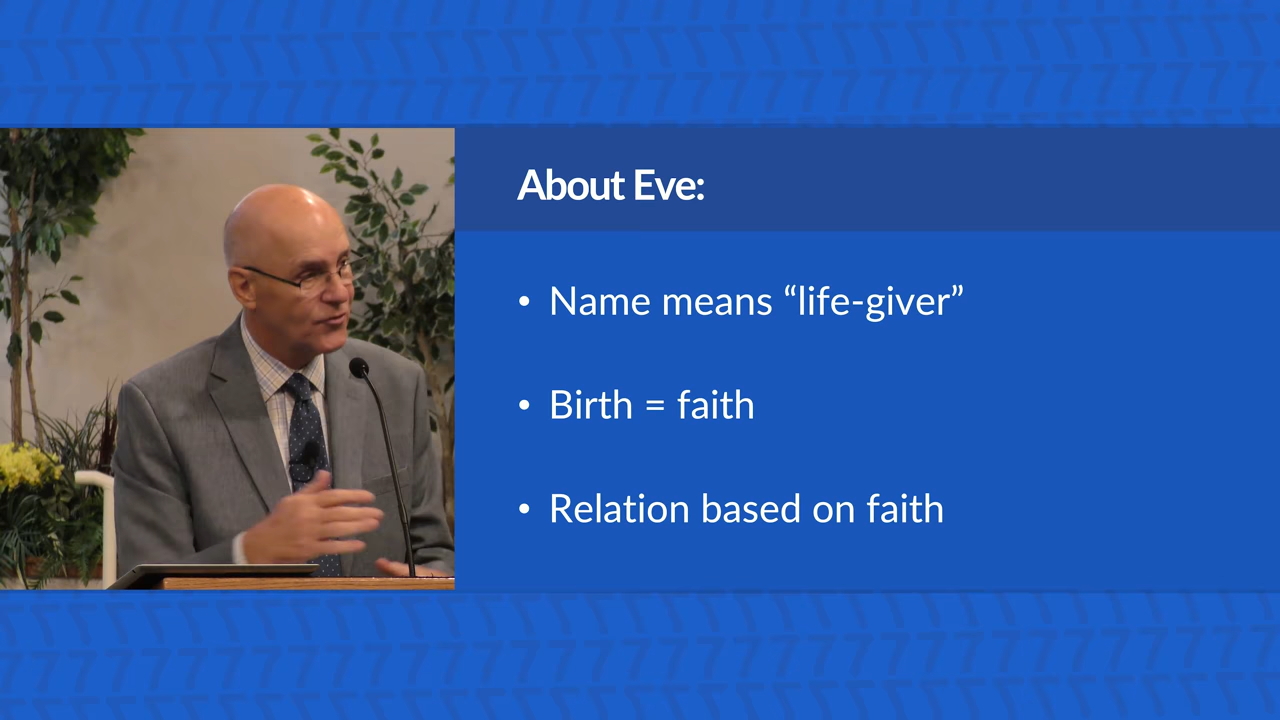 About Eve:
• Name means “life-giver”
• Birth = faith
• Relation based on faith